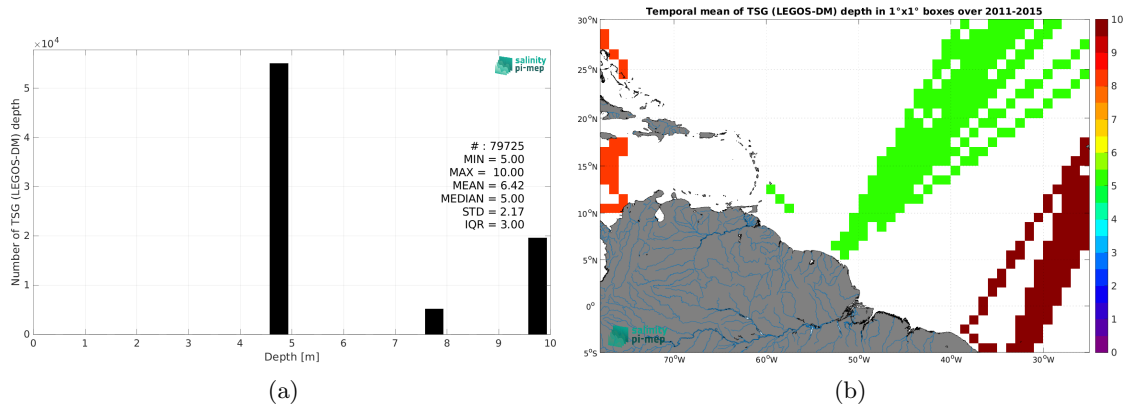 ×10⁴
salinity
pi-mep
5
4
3
2
1
0
Number of TSG (LEGOS-DM) depth
# : 79725
MIN = 5.00
MAX = 10.00
MEAN = 6.42
MEDIAN = 5.00
STD = 2.17
IQR = 3.00
0 1 2 3 4 5 6 7 8 9 10
Depth [m]
(a)
Temporal mean of TSG (LEGOS-DM) depth in 1°x1° boxes over 2011-2015
30°N
25°N
20°N
15°N
10°N
5°N
0°
5°S
salinity
pi-mep
70°W 60°W 50°W 40°W 30°W
10
9
8
7
6
5
4
3
2
1
0
(b)